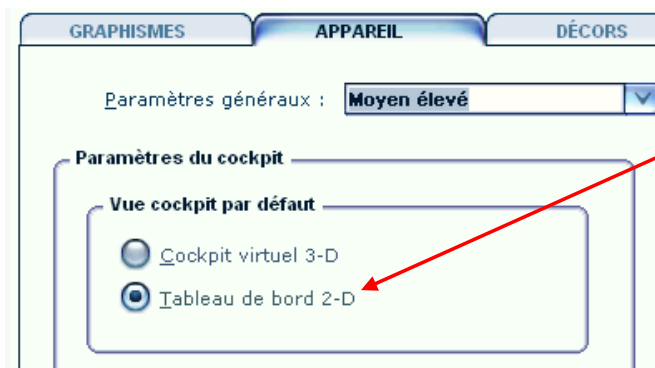 GRAPHISMES APPAREIL DÉCORS
Paramètres généraux : Moyen élevé
Paramètres du cockpit
Vue cockpit par défaut
Cockpit virtuel 3-D
Tableau de bord 2-D